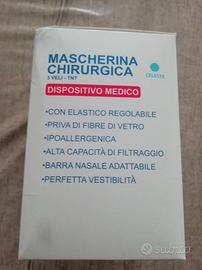 MASCHERINA
CHIRURGICA
3 VELI - TNT
CELESTE
DISPOSITIVO MEDICO
•CON ELASTICO REGOLABILE
•PRIVA DI FIBRE DI VETRO
•IPOALLERGENICA
•ALTA CAPACITÀ DI FILTRAGGIO
•BARRA NASALE ADATTABILE
•PERFETTA VESTIBILITÀ
subito